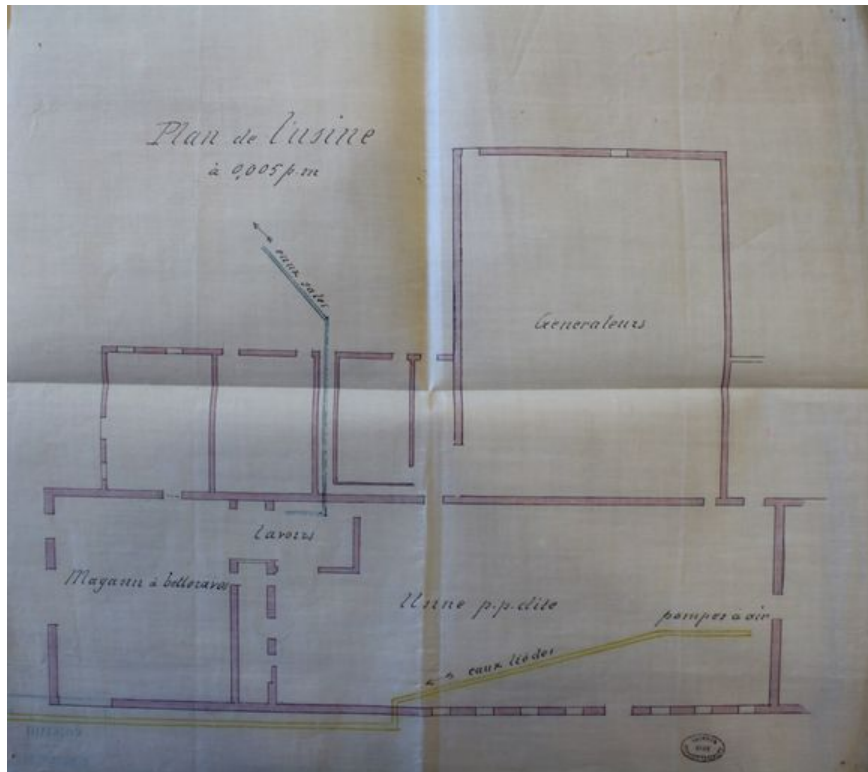 Plan de l'usine
à 0,005 p.m
eaux sales
Générateurs
Lavoirs
Magasin à betteraves
Usine p.p. dite
pompes à air
eaux tièdes